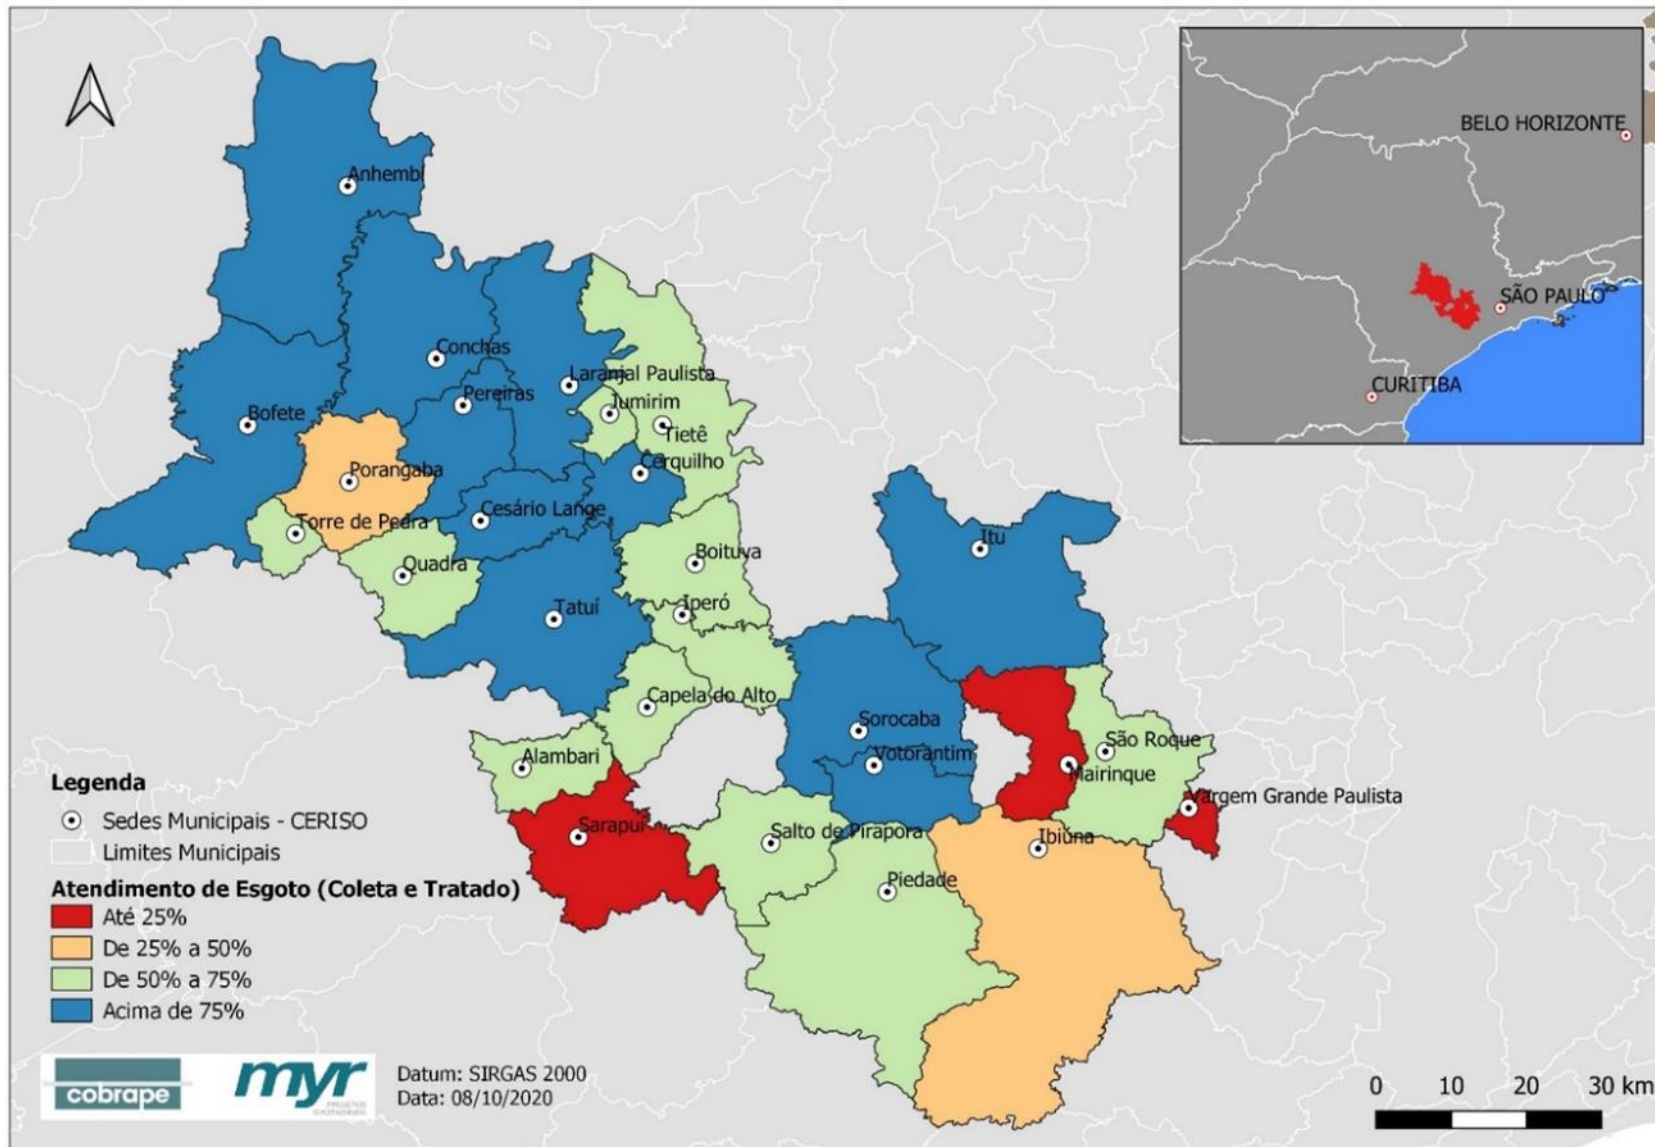 BELO HORIZONTE
SÃO PAULO
CURITIBA
Anhembi
Conchas
Laranjal Paulista
Pereiras
Jumirim
Bofete
Tietê
Cerquilho
Porangaba
Cesário Lange
Torre de Pedra
Quadra
Boituva
Itu
Tatuí
Iperó
Capela do Alto
Sorocaba
São Roque
Alambari
Votorantim
Mairinque
Vargem Grande Paulista
Sarapuí
Salto de Pirapora
Ibiúna
Piedade
Legenda
Sedes Municipais - CERISO
Limites Municipais
Atendimento de Esgoto (Coleta e Tratado)
Até 25%
De 25% a 50%
De 50% a 75%
Acima de 75%
cobrape
myr
Datum: SIRGAS 2000
Data: 08/10/2020
0 10 20 30 km